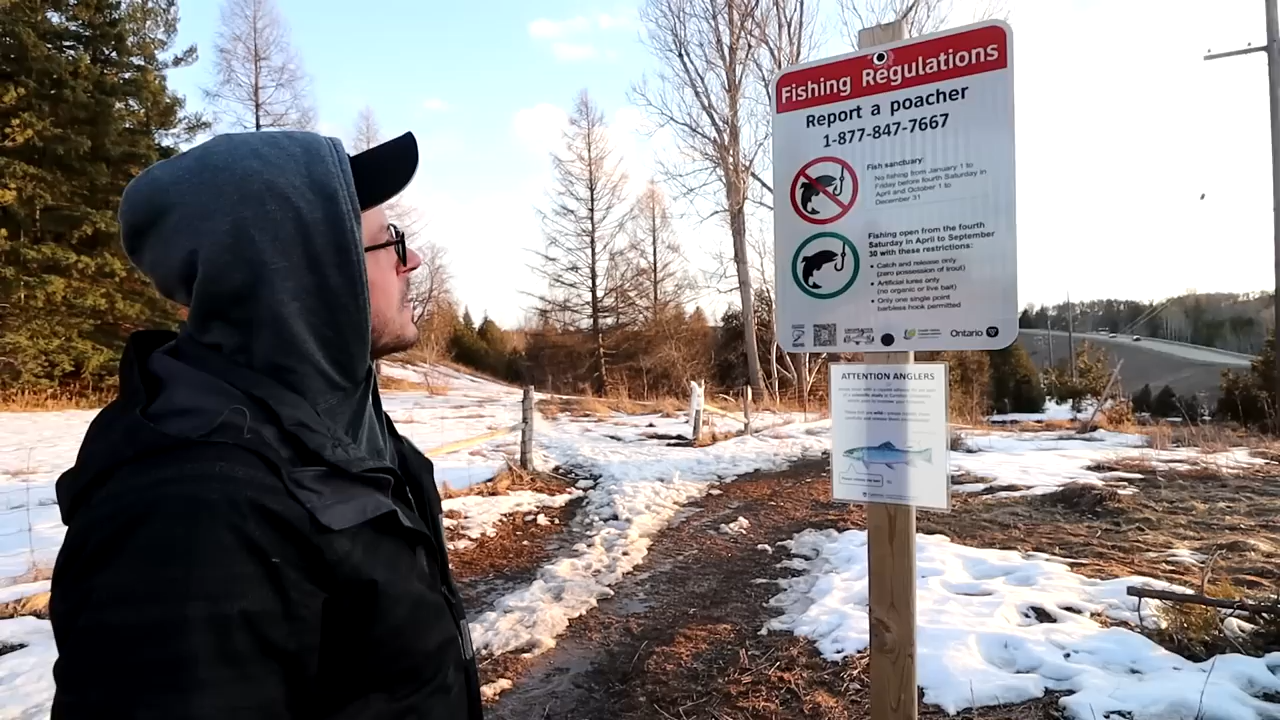 Fishing Regulations
Report a poacher
1-877-847-7667
Fish sanctuary:
No fishing from January 1 to
Friday before fourth Saturday in
April and October 1 to
December 31
Fishing open from the fourth
Saturday in April to September
30 with these restrictions:
• Catch and release only
(zero possession of trout)
• Artificial lures only
(no organic or live bait)
• Only one single point
barbless hook permitted
Ontario
ATTENTION ANGLERS